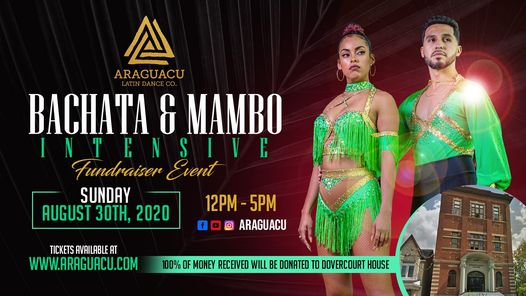 ARAGUACU
LATIN DANCE CO.
BACHATA & MAMBO
INTENSIVE
Fundraiser Event
SUNDAY
AUGUST 30TH, 2020
12PM - 5PM
ARAGUACU
TICKETS AVAILABLE AT
WWW.ARAGUACU.COM
100% OF MONEY RECEIVED WILL BE DONATED TO DOVERCOURT HOUSE